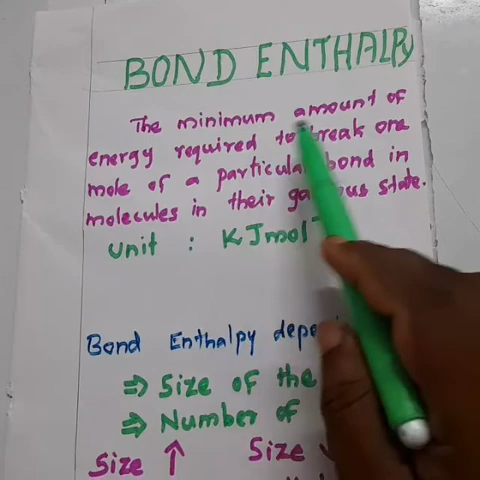 BOND ENTHALPY
The minimum amount of
energy required to break one
mole of a particular bond in
molecules in their gaseous state.
Unit : KJmol
Bond Enthalpy
⇒ Size of the
⇒ Number of
Size ↑ Size